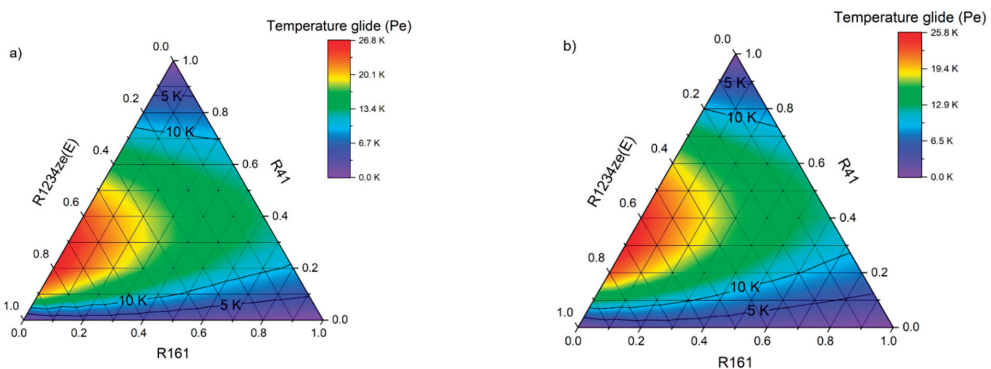 a)
Temperature glide (Pe)
26.8 K
20.1 K
13.4 K
6.7 K
0.0 K
0.0
1.0
0.2
0.8
0.4
0.6
0.6
0.4
0.8
0.2
1.0
0.0
5 K
10 K
10 K
5 K
R1234ze(E)
R41
0.0
0.2
0.4
0.6
0.8
1.0
R161
b)
Temperature glide (Pe)
25.8 K
19.4 K
12.9 K
6.5 K
0.0 K
0.0
1.0
0.2
0.8
0.4
0.6
0.6
0.4
0.8
0.2
1.0
0.0
5 K
10 K
10 K
5 K
R1234ze(E)
R41
0.0
0.2
0.4
0.6
0.8
1.0
R161